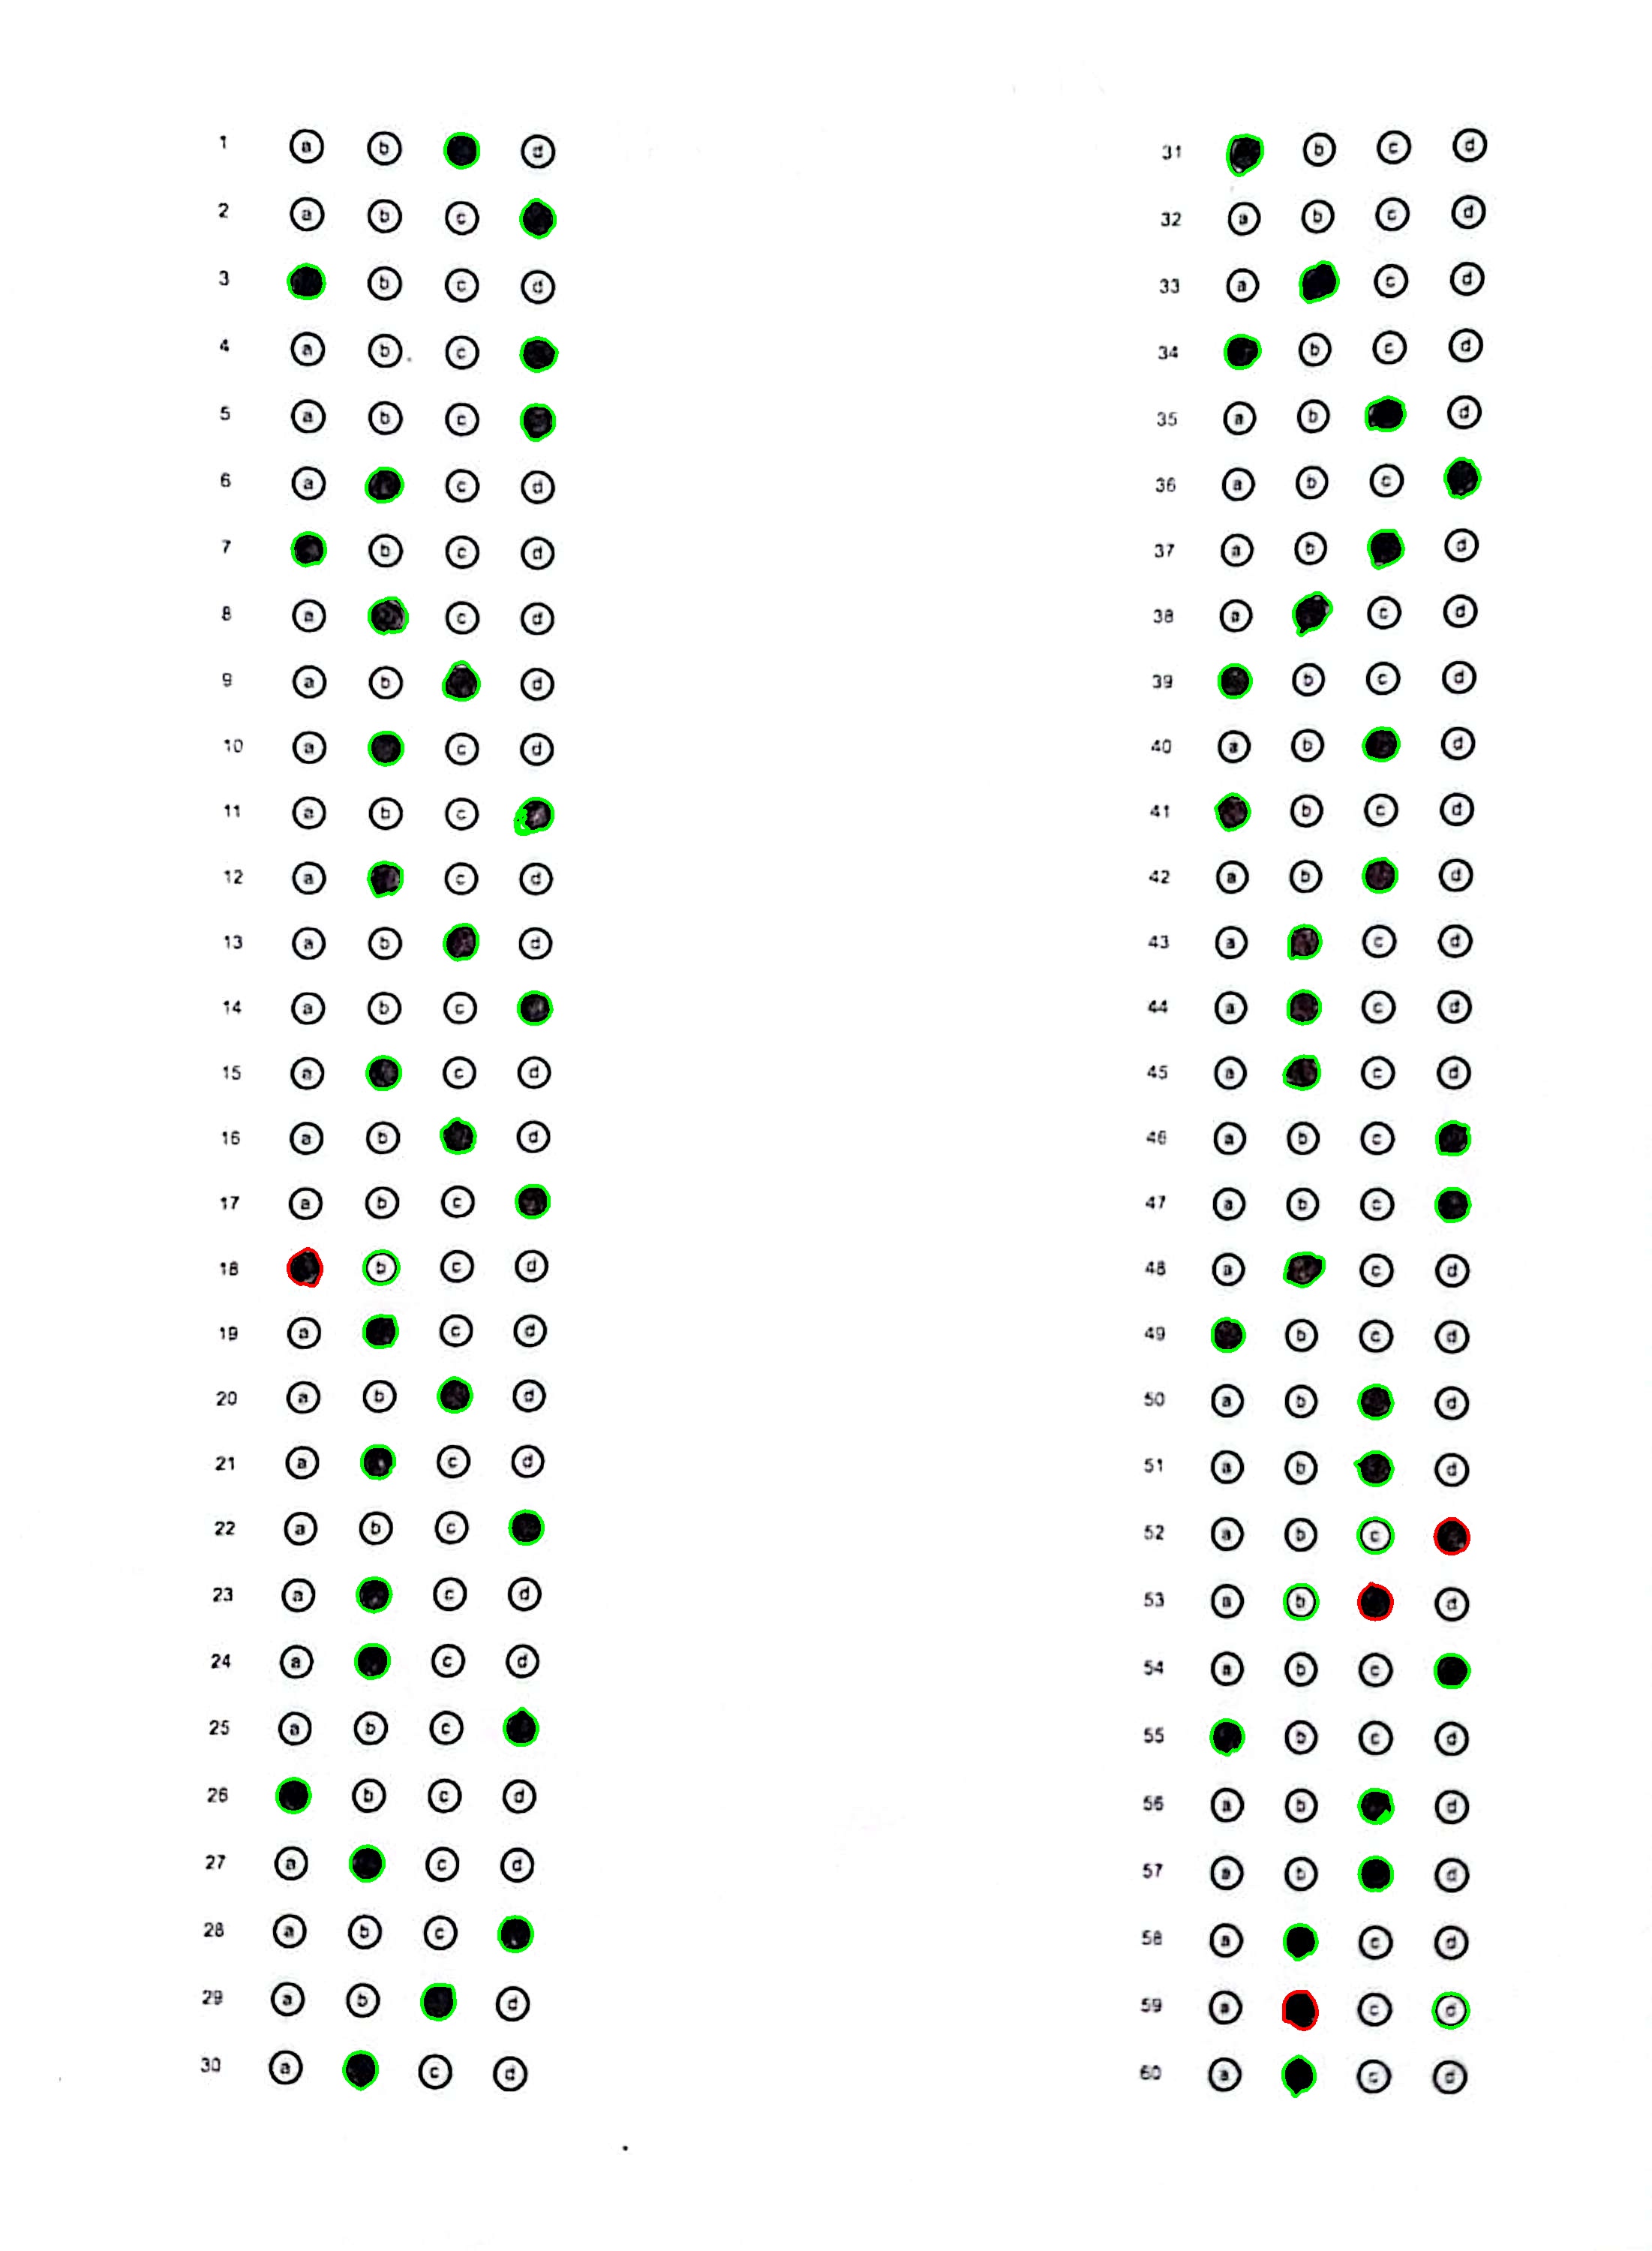 1 a b d
2 a b c
3 b c d
4 a b c
5 a b c
6 a c d
7 b c d
8 a c d
9 a b d
10 a c d
11 a b c
12 a c d
13 a b d
14 a b c
15 a c d
16 a b d
17 a b c
18 b c d
19 a c d
20 a b d
21 a c d
22 a b c
23 a c d
24 a c d
25 a b c
26 b c d
27 a c d
28 a b c
29 a b d
30 a c d
31 b c d
32 a b c d
33 a c d
34 b c d
35 a b d
36 a b c
37 a b d
38 a c d
39 b c d
40 a b d
41 b c d
42 a b d
43 a c d
44 a c d
45 a c d
46 a b c
47 a b c
48 a c d
49 b c d
50 a b d
51 a b d
52 a b c
53 a b d
54 a b c
55 b c d
56 a b d
57 a b d
58 a c d
59 a c d
60 a c d